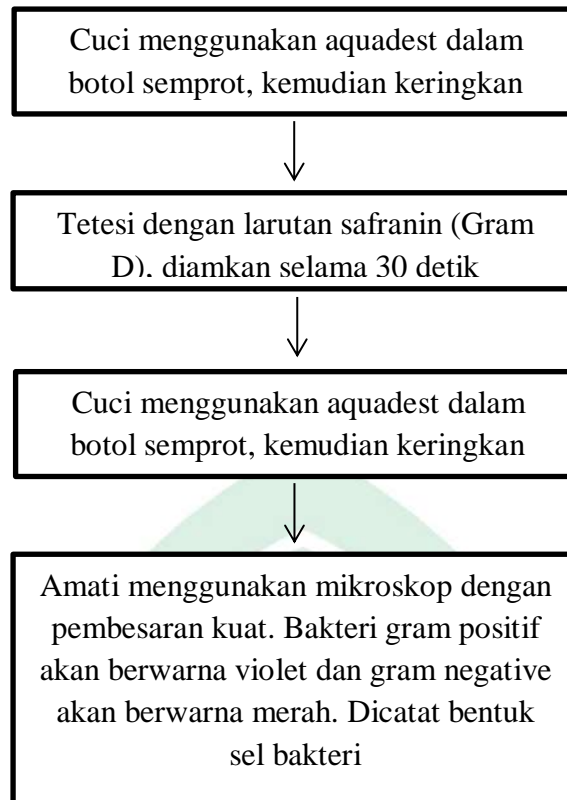 Cuci menggunakan aquadest dalam
botol semprot, kemudian keringkan
Tetesi dengan larutan safranin (Gram
D), diamkan selama 30 detik
Cuci menggunakan aquadest dalam
botol semprot, kemudian keringkan
Amati menggunakan mikroskop dengan
pembesaran kuat. Bakteri gram positif
akan berwarna violet dan gram negative
akan berwarna merah. Dicatat bentuk
sel bakteri